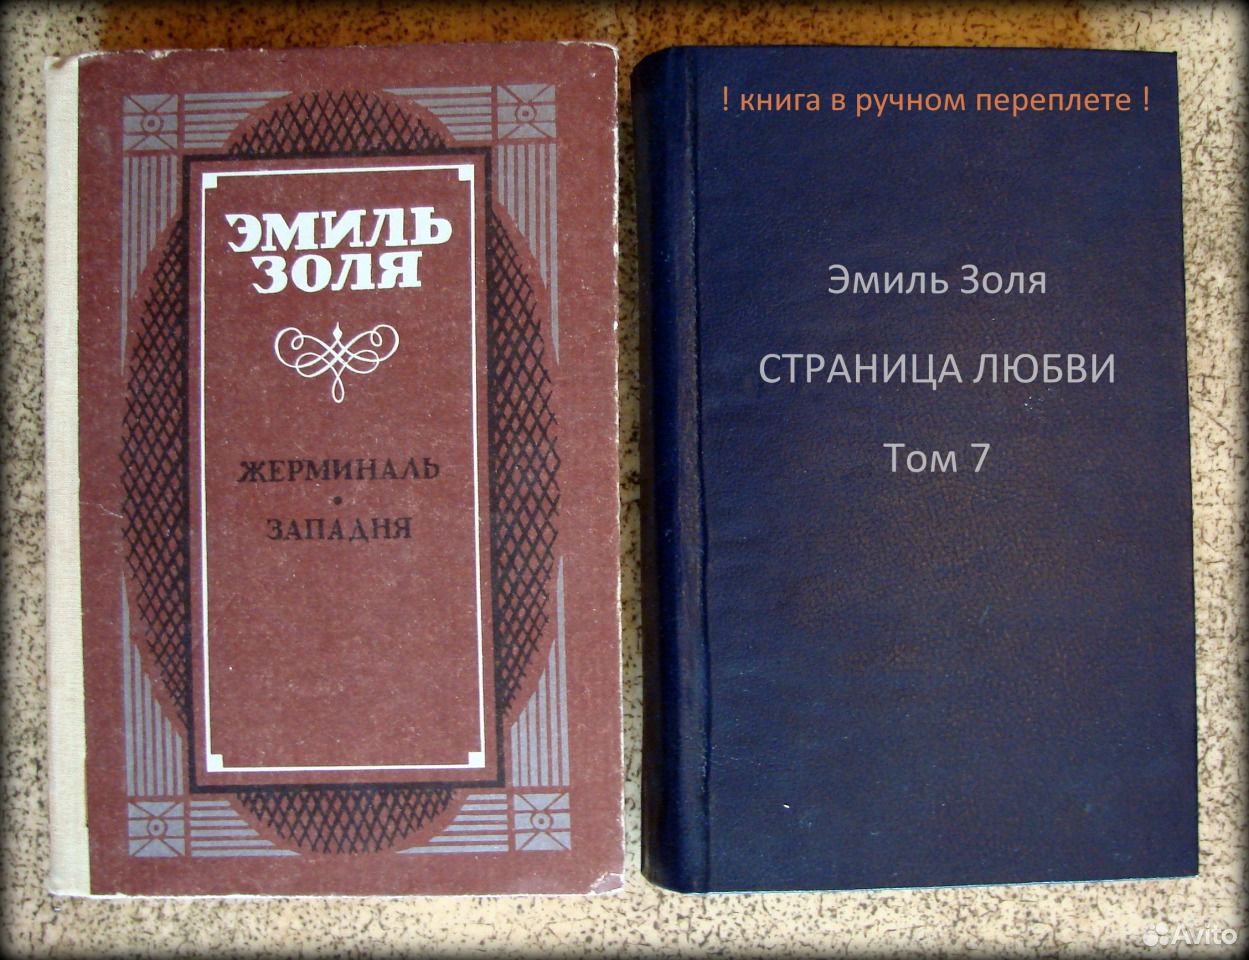 ЭМИЛЬ
ЗОЛЯ
ЖЕРМИНАЛЬ
•
ЗАПАДНЯ
! книга в ручном переплете !
Эмиль Золя
СТРАНИЦА ЛЮБВИ
Том 7
Avito